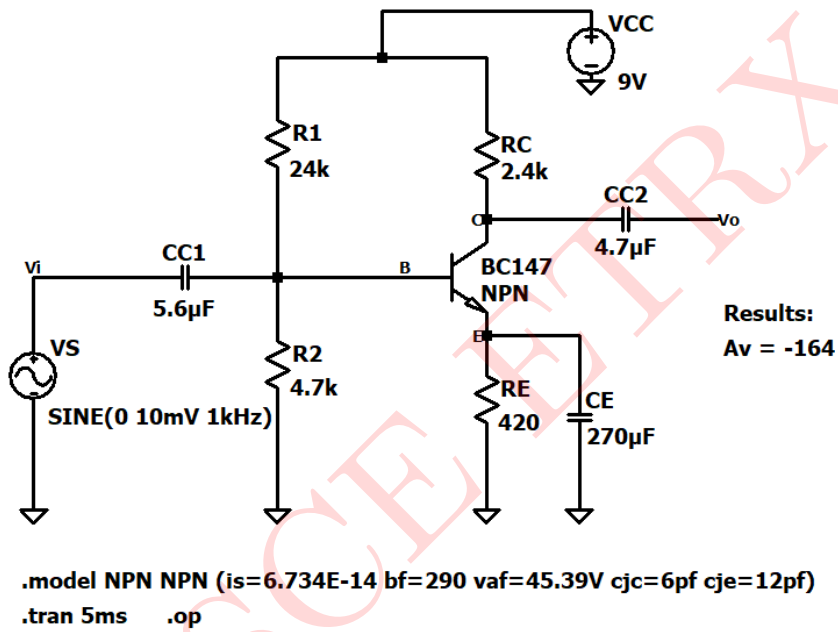 VCC
9V
R1
24k
RC
2.4k
CC2
4.7µF
C
Vo
Vi
CC1
5.6µF
B
BC147
NPN
E
VS
SINE(0 10mV 1kHz)
R2
4.7k
RE
420
CE
270µF
Results:
Av = -164
.model NPN NPN (is=6.734E-14 bf=290 vaf=45.39V cjc=6pf cje=12pf)
.tran 5ms .op
CE ETRX